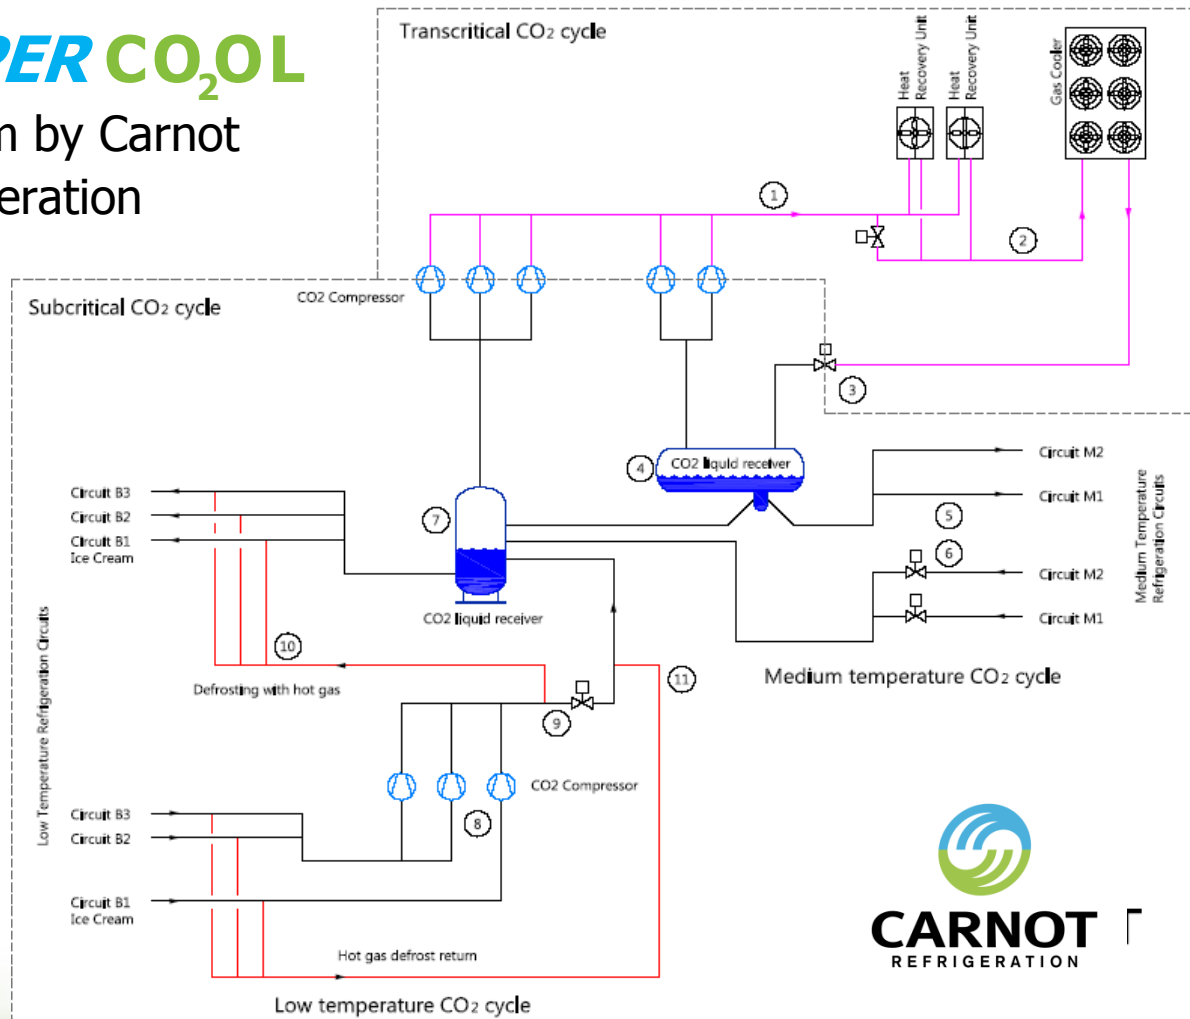 PER CO2OL
m by Carnot
eration
Transcritical CO2 cycle
Heat
Recovery Unit
Heat
Recovery Unit
Gas Cooler
1
2
CO2 Compressor
Subcritical CO2 cycle
3
4
CO2 liquid receiver
Circuit M2
Circuit M1
5
6
Circuit M2
Circuit M1
Medium Temperature
Refrigeration Circuits
Circuit B3
Circuit B2
Circuit B1
Ice Cream
7
CO2 liquid receiver
Low Temperature Refrigeration Circuits
10
Defrosting with hot gas
11
Medium temperature CO2 cycle
9
CO2 Compressor
8
Circuit B3
Circuit B2
Circuit B1
Ice Cream
Hot gas defrost return
Low temperature CO2 cycle
CARNOT
REFRIGERATION